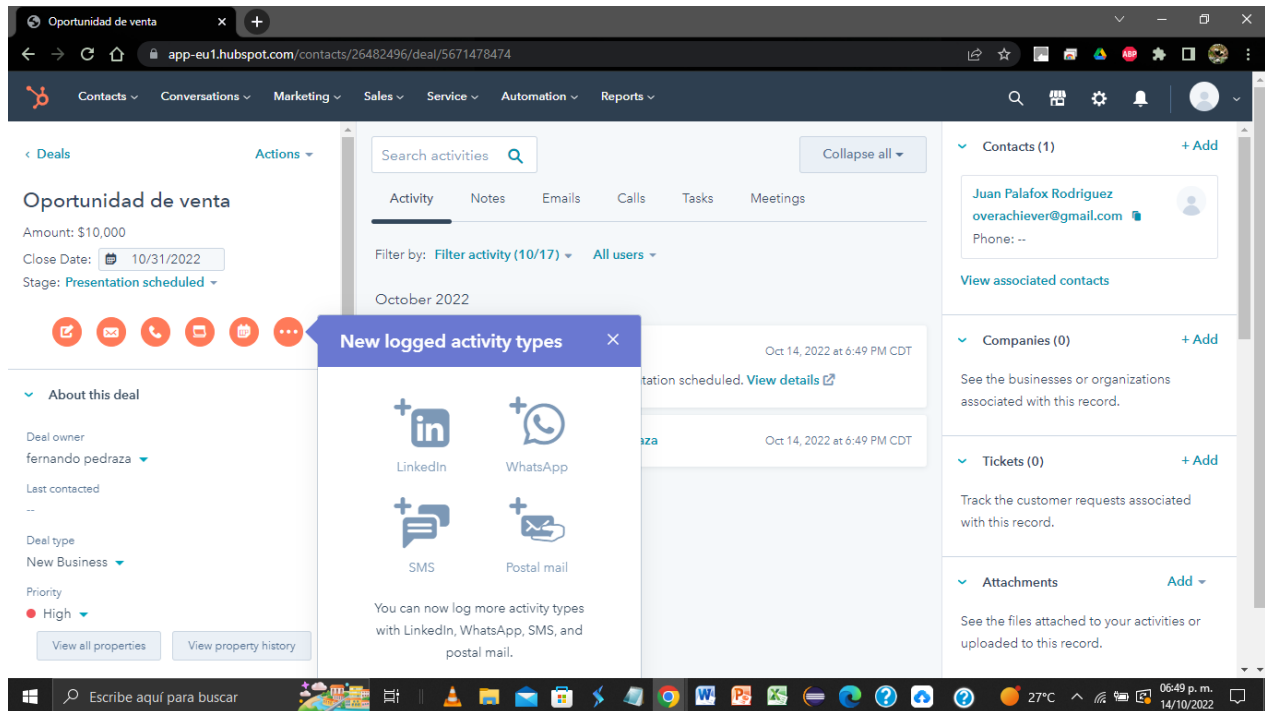 Oportunidad de venta
app-eu1.hubspot.com/contacts/26482496/deal/5671478474
ABP
Contacts
Conversations
Marketing
Sales
Service
Automation
Reports
Deals
Actions
Oportunidad de venta
Amount: $10,000
Close Date: 10/31/2022
Stage: Presentation scheduled
About this deal
Deal owner
fernando pedraza
Last contacted
--
Deal type
New Business
Priority
High
View all properties
View property history
Search activities
Collapse all
Activity
Notes
Emails
Calls
Tasks
Meetings
Filter by: Filter activity (10/17)
All users
October 2022
Oct 14, 2022 at 6:49 PM CDT
tation scheduled. View details
aza
Oct 14, 2022 at 6:49 PM CDT
New logged activity types
in
LinkedIn
WhatsApp
SMS
Postal mail
You can now log more activity types
with LinkedIn, WhatsApp, SMS, and
postal mail.
Contacts (1)
+ Add
Juan Palafox Rodriguez
overachiever@gmail.com
Phone: --
View associated contacts
Companies (0)
+ Add
See the businesses or organizations
associated with this record.
Tickets (0)
+ Add
Track the customer requests associated
with this record.
Attachments
Add
See the files attached to your activities or
uploaded to this record.
Escribe aquí para buscar
27°C
06:49 p. m.
14/10/2022